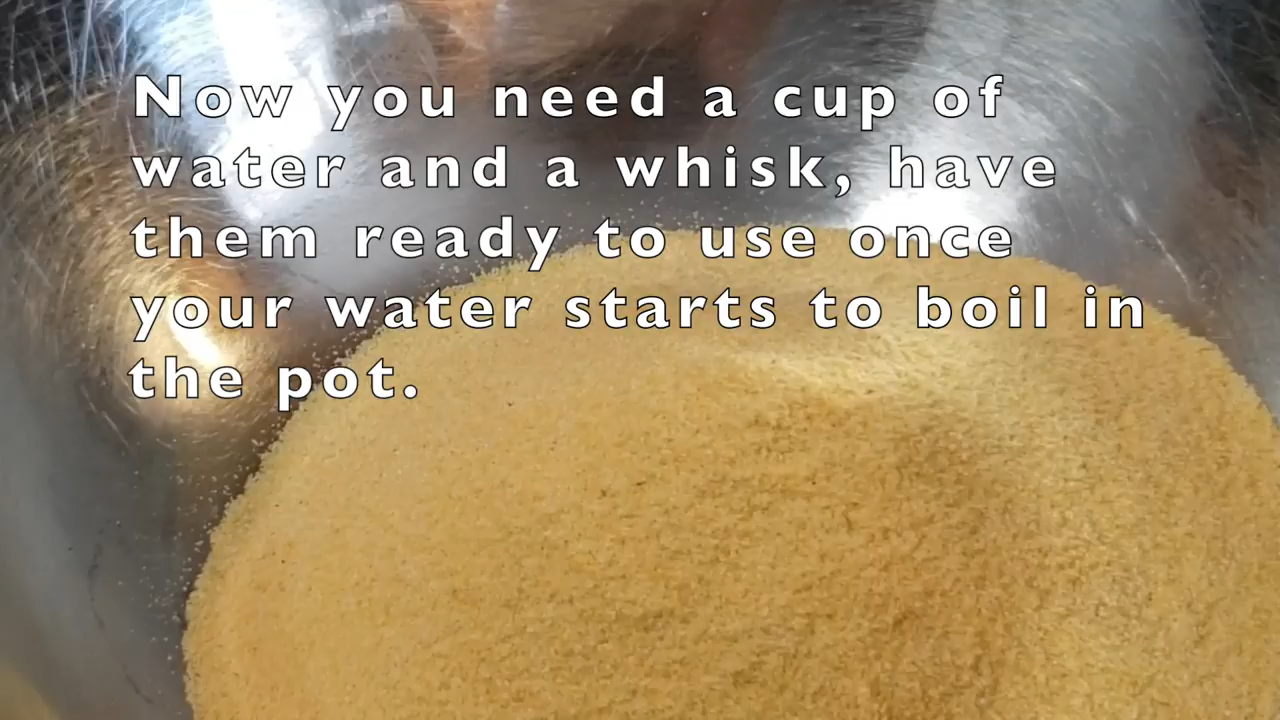 Now you need a cup of
water and a whisk, have
them ready to use once
your water starts to boil in
the pot.